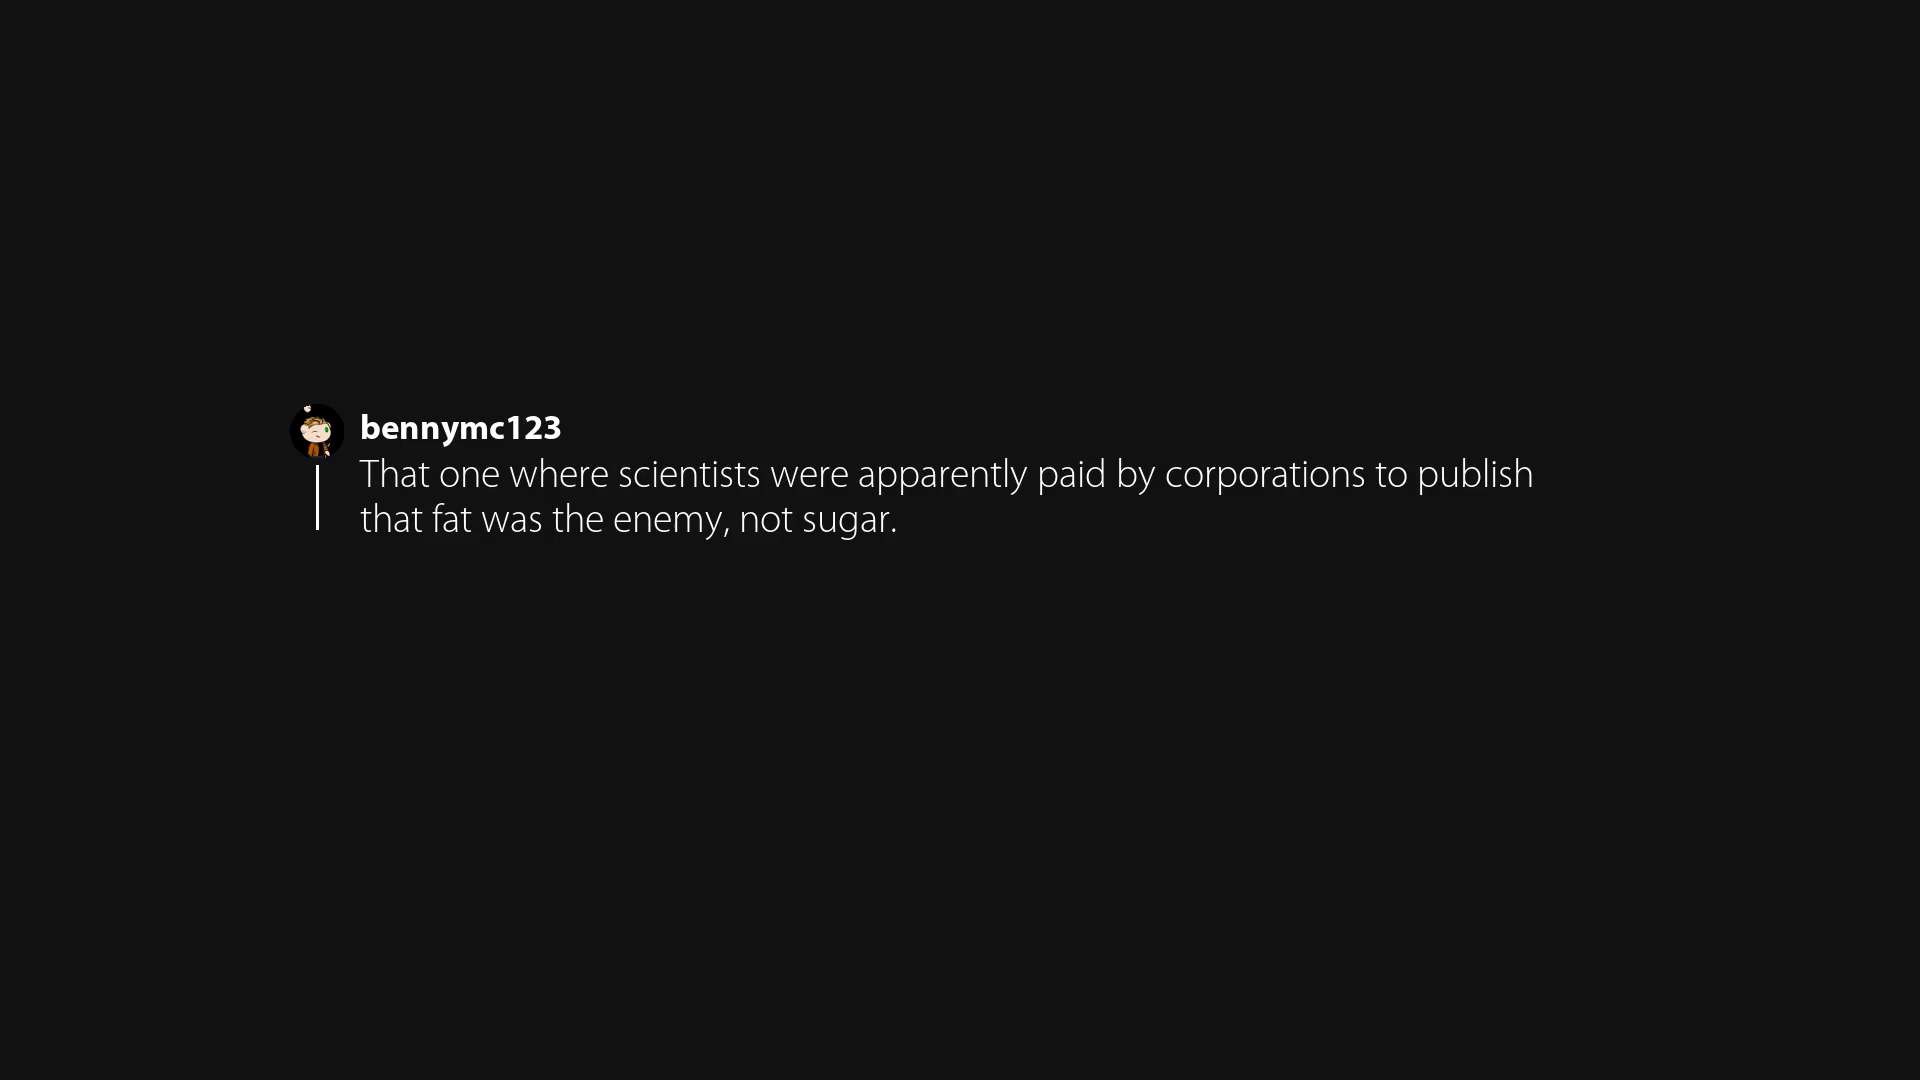 bennymc123
That one where scientists were apparently paid by corporations to publish
that fat was the enemy, not sugar.